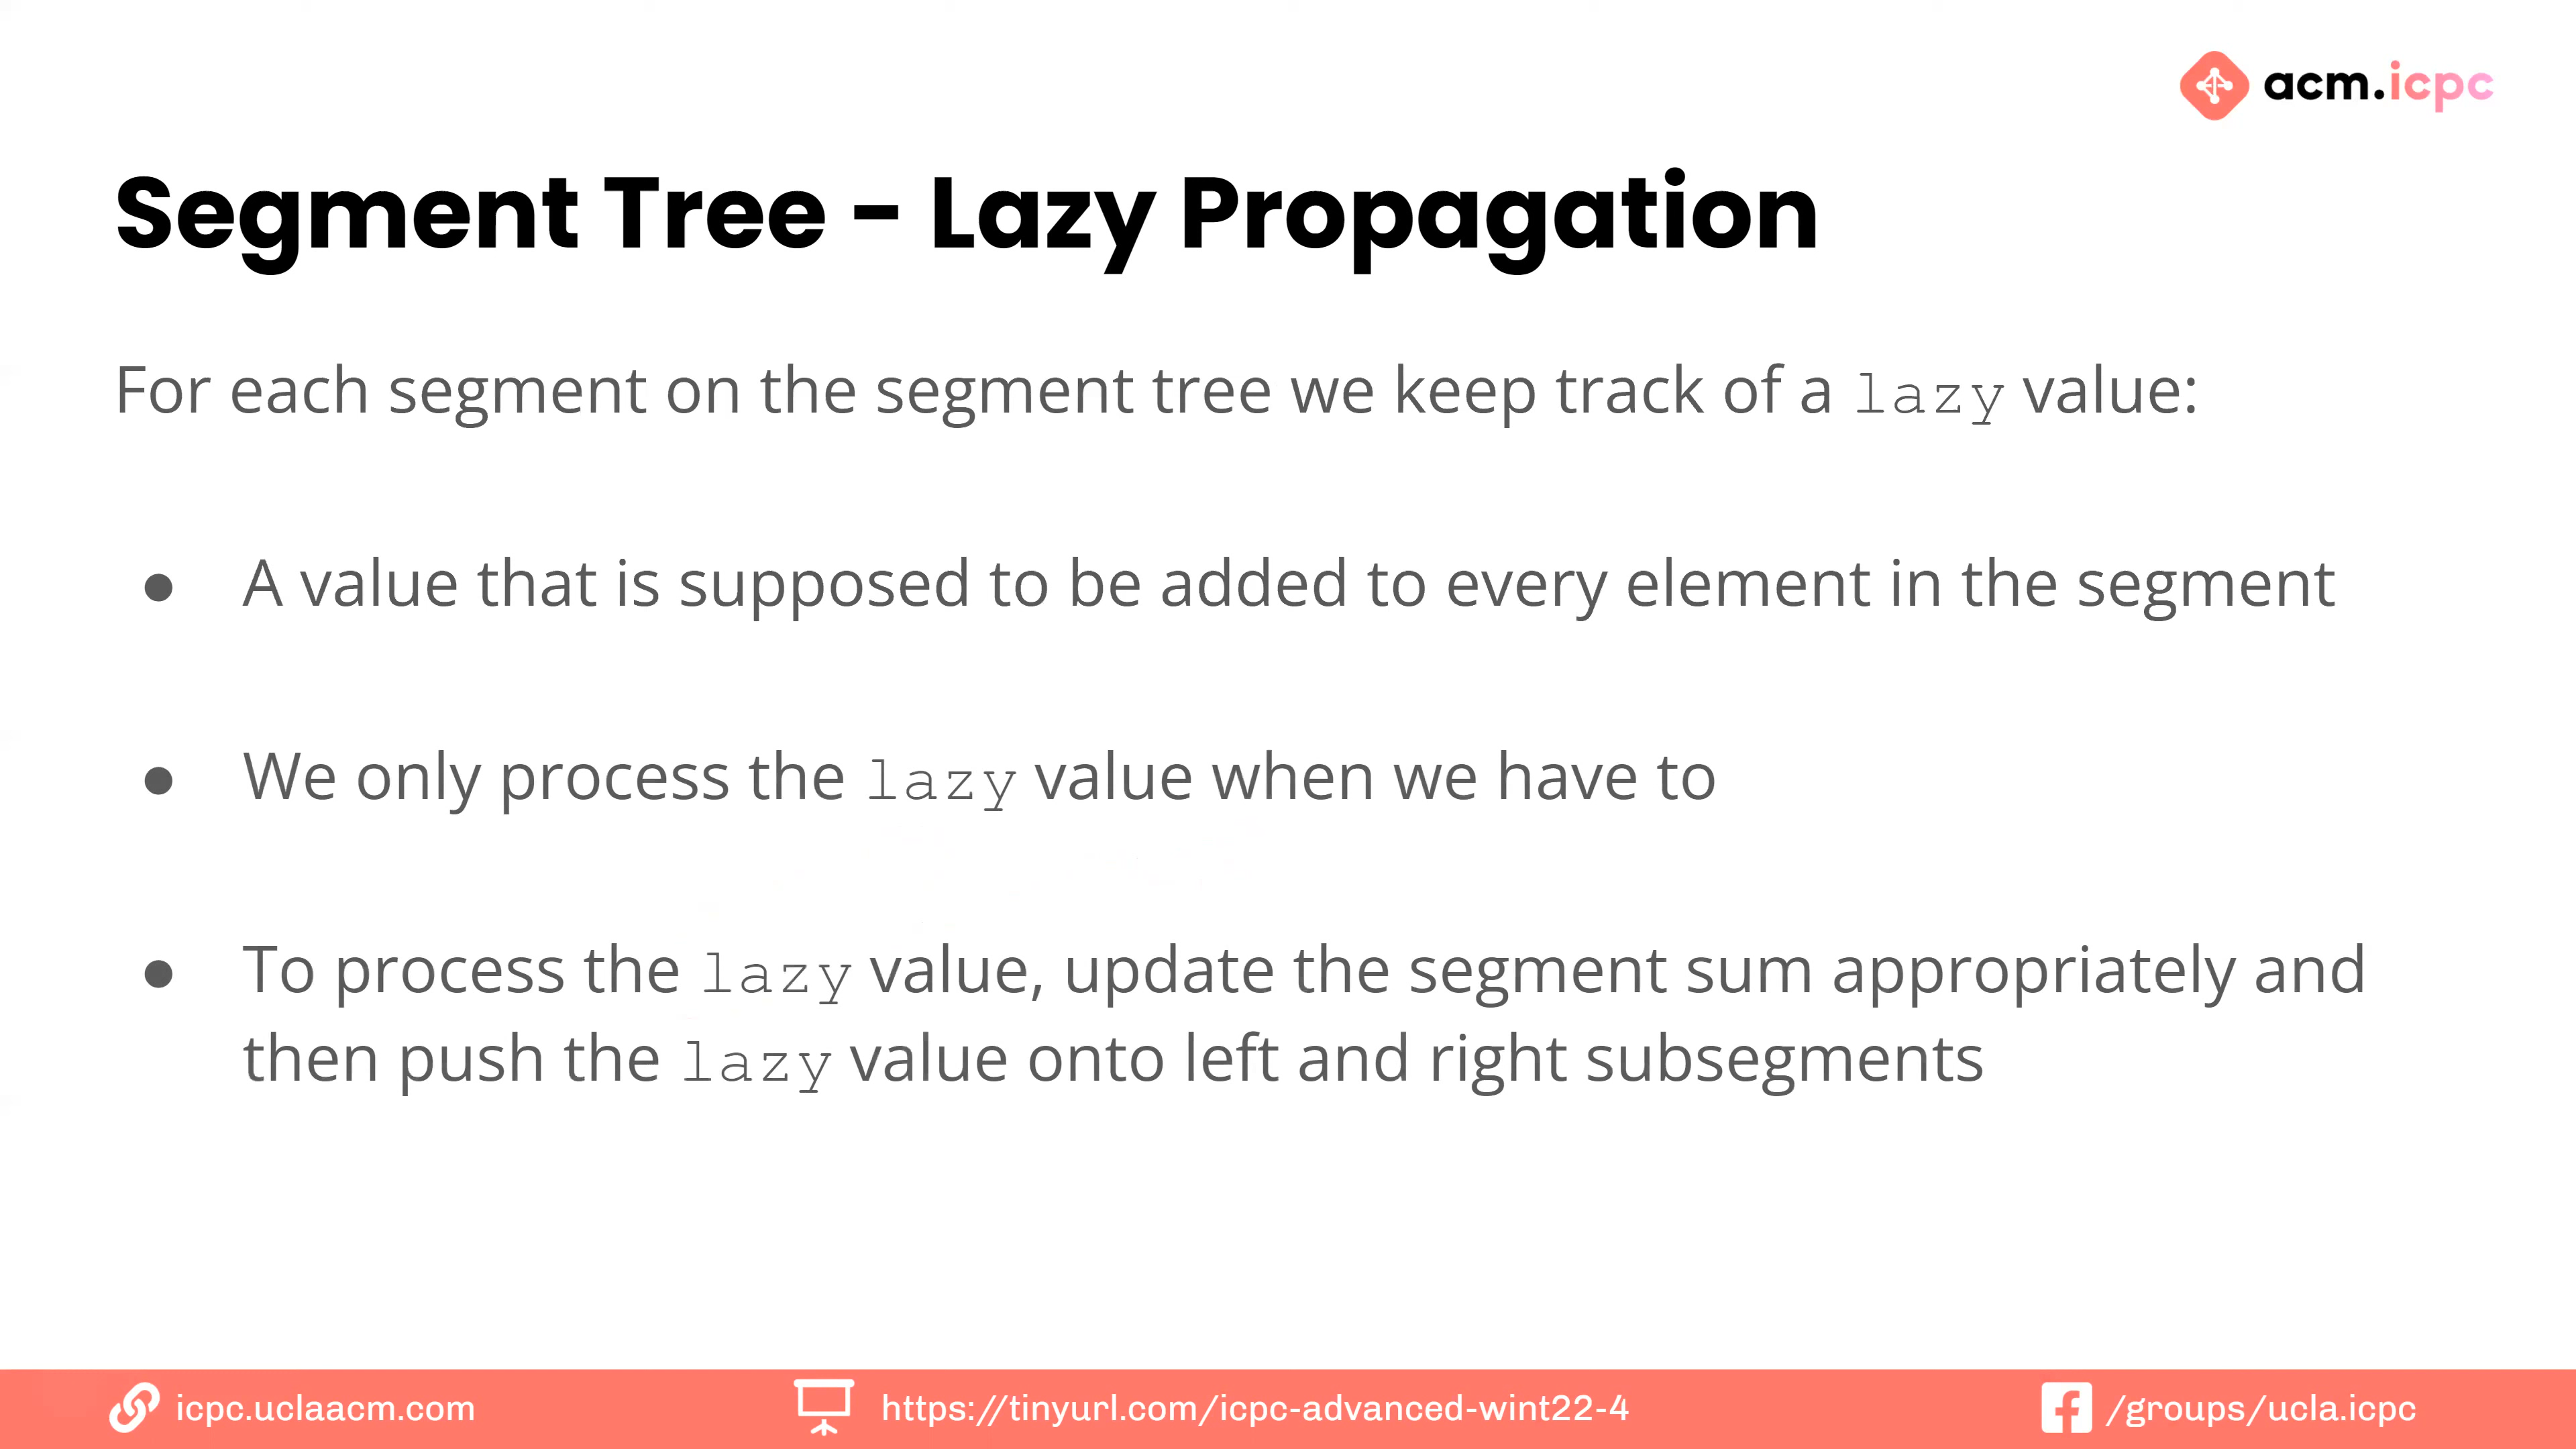 acm.icpc
Segment Tree - Lazy Propagation
For each segment on the segment tree we keep track of a lazy value:
● A value that is supposed to be added to every element in the segment
● We only process the lazy value when we have to
● To process the lazy value, update the segment sum appropriately and
then push the lazy value onto left and right subsegments
icpc.uclaacm.com
https://tinyurl.com/icpc-advanced-wint22-4
/groups/ucla.icpc